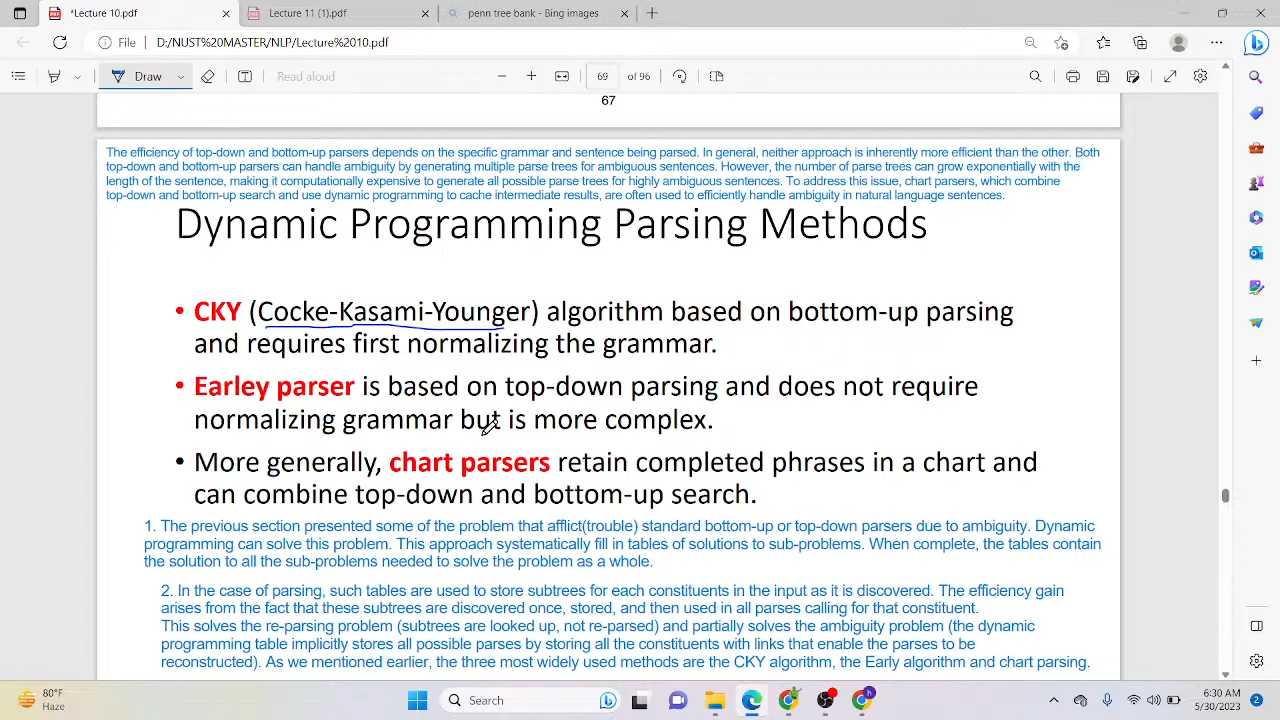 *Lecture 10.pdf
Lecture 11 (1).pdf
pern tree bank - Bing images
File
D:/NUST%20MASTER/NLP/Lecture%2010.pdf
Draw
Read aloud
69
of 96
67
The efficiency of top-down and bottom-up parsers depends on the specific grammar and sentence being parsed. In general, neither approach is inherently more efficient than the other. Both
top-down and bottom-up parsers can handle ambiguity by generating multiple parse trees for ambiguous sentences. However, the number of parse trees can grow exponentially with the
length of the sentence, making it computationally expensive to generate all possible parse trees for highly ambiguous sentences. To address this issue, chart parsers, which combine
top-down and bottom-up search and use dynamic programming to cache intermediate results, are often used to efficiently handle ambiguity in natural language sentences.
Dynamic Programming Parsing Methods
• CKY (Cocke-Kasami-Younger) algorithm based on bottom-up parsing
and requires first normalizing the grammar.
• Earley parser is based on top-down parsing and does not require
normalizing grammar but is more complex.
• More generally, chart parsers retain completed phrases in a chart and
can combine top-down and bottom-up search.
1. The previous section presented some of the problem that afflict(trouble) standard bottom-up or top-down parsers due to ambiguity. Dynamic
programming can solve this problem. This approach systematically fill in tables of solutions to sub-problems. When complete, the tables contain
the solution to all the sub-problems needed to solve the problem as a whole.
2. In the case of parsing, such tables are used to store subtrees for each constituents in the input as it is discovered. The efficiency gain
arises from the fact that these subtrees are discovered once, stored, and then used in all parses calling for that constituent.
This solves the re-parsing problem (subtrees are looked up, not re-parsed) and partially solves the ambiguity problem (the dynamic
programming table implicitly stores all possible parses by storing all the constituents with links that enable the parses to be
reconstructed). As we mentioned earlier, the three most widely used methods are the CKY algorithm, the Early algorithm and chart parsing.
80°F
Haze
Search
6:30 AM
5/30/2023
2